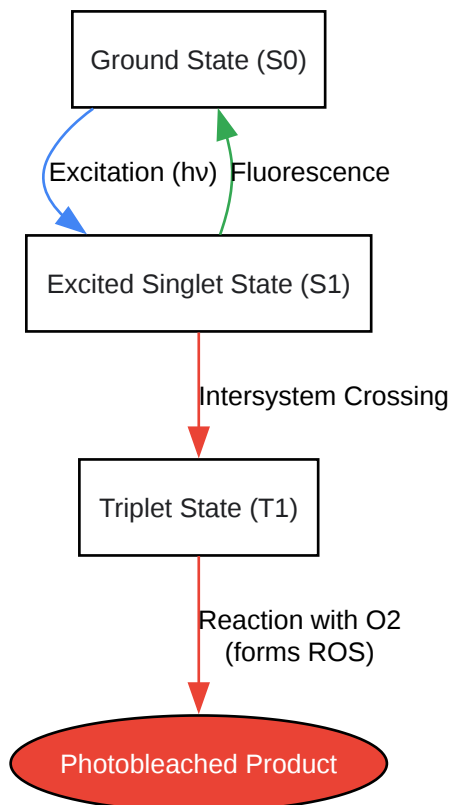 Ground State (S0)
Excitation (hν)
Fluorescence
Excited Singlet State (S1)
Intersystem Crossing
Triplet State (T1)
Reaction with O2
(forms ROS)
Photobleached Product